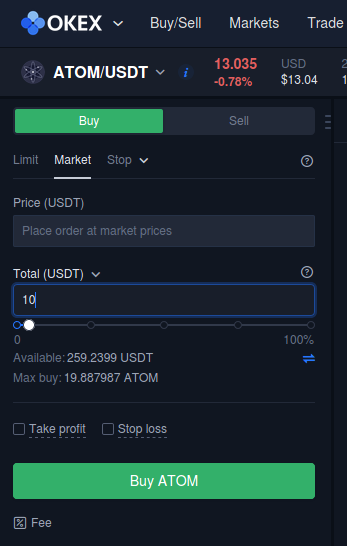 OKEX Buy/Sell Markets Trade
ATOM/USDT i 13.035 USD 2
-0.78% $13.04 1
Buy Sell
Limit Market Stop ?
Price (USDT)
Place order at market prices
Total (USDT) ?
10
0 100%
Available: 259.2399 USDT
Max buy: 19.887987 ATOM
Take profit Stop loss
Buy ATOM
Fee